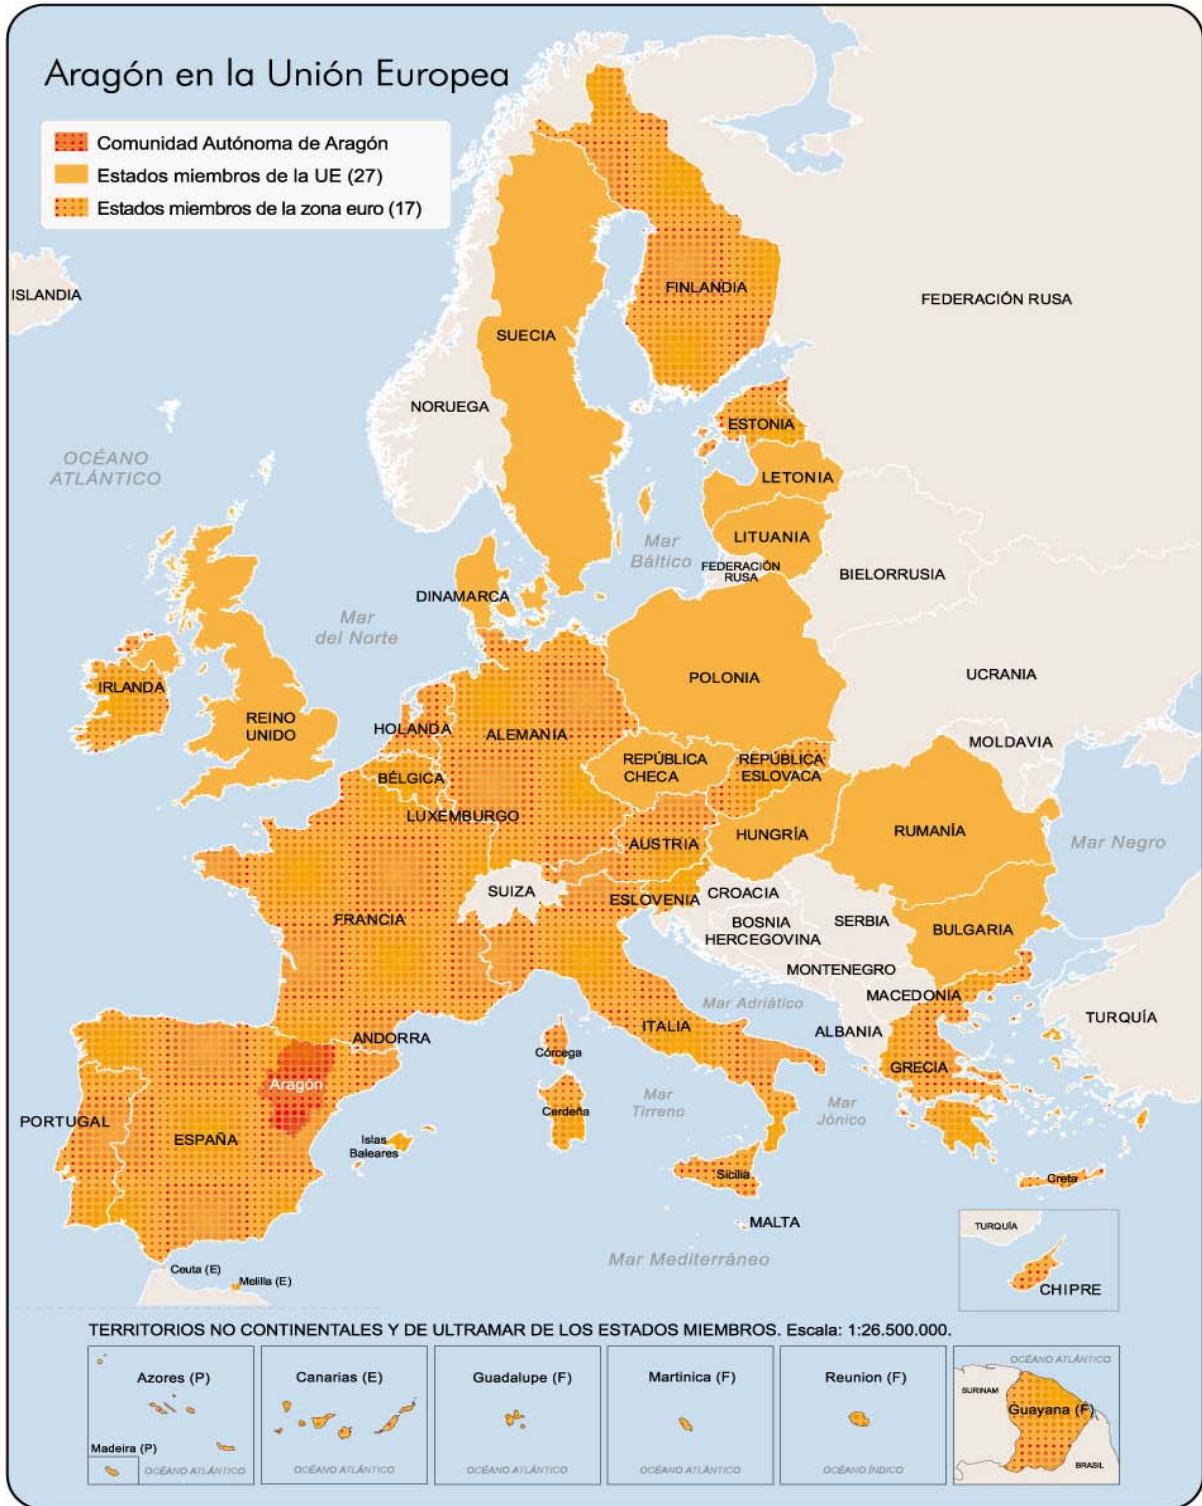 Aragón en la Unión Europea
Comunidad Autónoma de Aragón
Estados miembros de la UE (27)
Estados miembros de la zona euro (17)
ISLANDIA
FINLANDIA
FEDERACIÓN RUSA
SUECIA
NORUEGA
ESTONIA
OCÉANO
ATLÁNTICO
LETONIA
LITUANIA
Mar
Báltico
FEDERACIÓN
RUSA
BIELORRUSIA
DINAMARCA
Mar
del Norte
POLONIA
UCRANIA
IRLANDA
REINO
UNIDO
HOLANDA
ALEMANIA
MOLDAVIA
BÉLGICA
REPÚBLICA
CHECA
REPÚBLICA
ESLOVACA
LUXEMBURGO
AUSTRIA
HUNGRÍA
RUMANÍA
Mar Negro
SUIZA
ESLOVENIA
CROACIA
FRANCIA
BOSNIA
HERCEGOVINA
SERBIA
BULGARIA
MONTENEGRO
MACEDONIA
Mar Adriático
ITALIA
ALBANIA
TURQUÍA
ANDORRA
Córcega
GRECIA
Aragón
Cerdeña
Mar
Tirreno
Mar
Jónico
PORTUGAL
ESPAÑA
Islas
Baleares
Sicilia
Creta
MALTA
TURQUÍA
Mar Mediterráneo
Ceuta (E)
Melilla (E)
CHIPRE
TERRITORIOS NO CONTINENTALES Y DE ULTRAMAR DE LOS ESTADOS MIEMBROS. Escala: 1:26.500.000.
Azores (P)
Madeira (P)
OCÉANO ATLÁNTICO
Canarias (E)
OCÉANO ATLÁNTICO
Guadalupe (F)
OCÉANO ATLÁNTICO
Martinica (F)
OCÉANO ATLÁNTICO
Reunion (F)
OCÉANO ÍNDICO
OCÉANO ATLÁNTICO
SURINAM
Guayana (F)
BRASIL